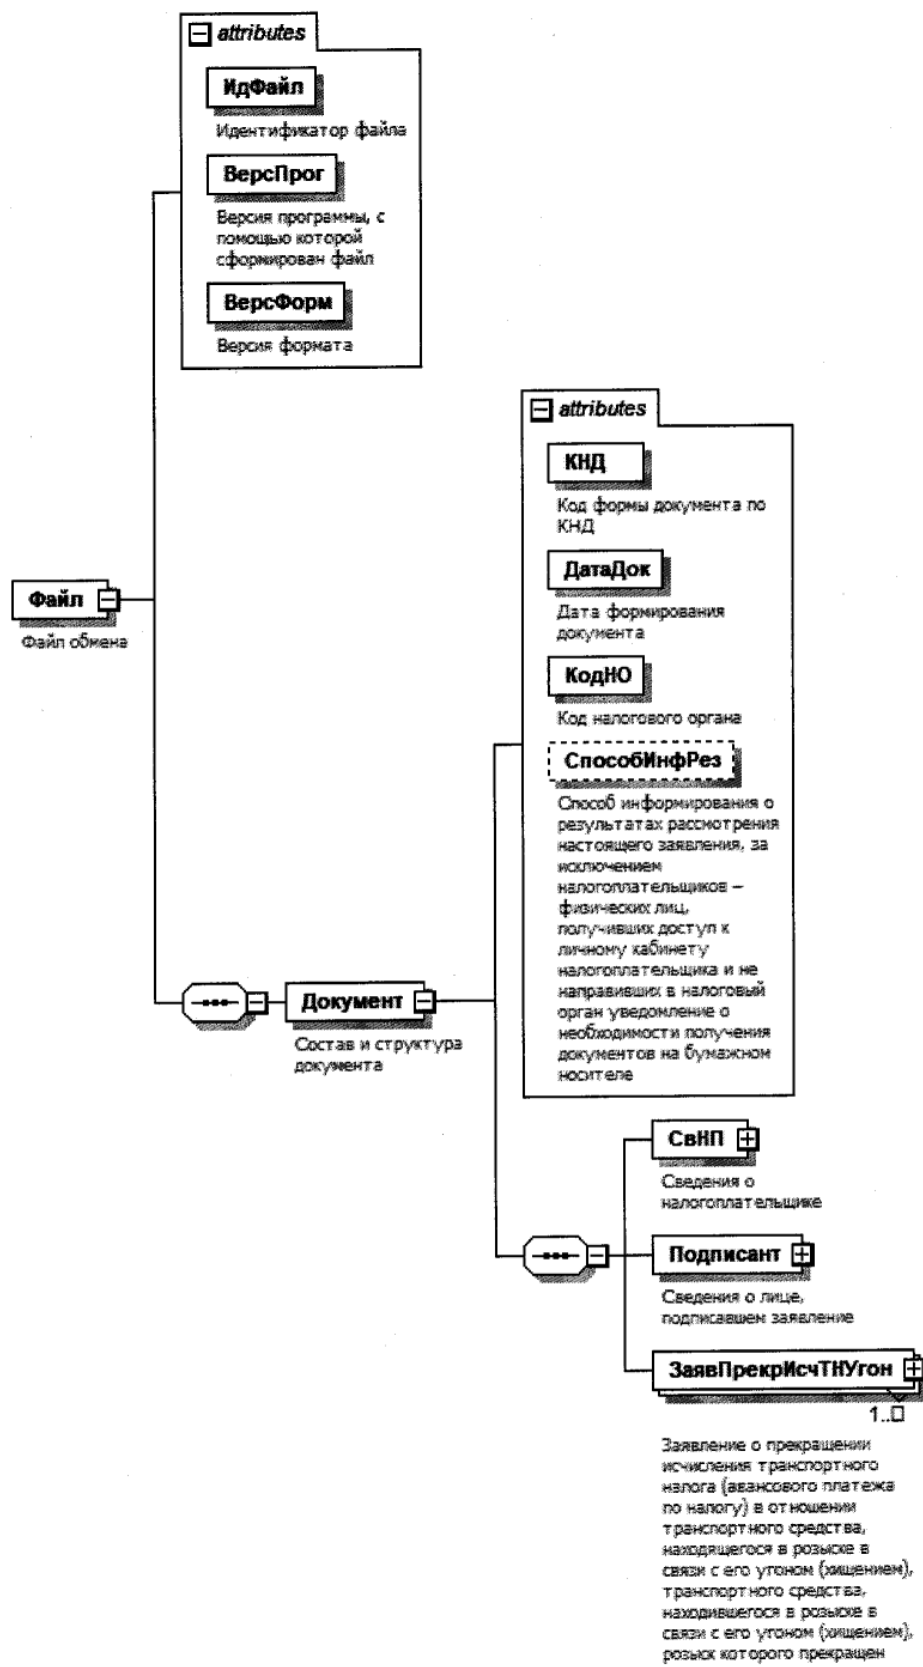 attributes
ИдФайл
Идентификатор файла
ВерсПрог
Версия программы, с
помощью которой
сформирован файл
ВерсФорм
Версия формата
attributes
КНД
Код формы документа по
КНД
ДатаДок
Дата формирования
документа
КодНО
Код налогового органа
СпособИнфРез
Способ информирования о
результатах рассмотрения
настоящего заявления, за
исключением
налогоплательщиков –
физических лиц,
получивших доступ к
личному кабинету
налогоплательщика и не
направивших в налоговый
орган уведомление о
необходимости получения
документов на бумажном
носителе
Файл
Файл обмена
Документ
Состав и структура
документа
СвНП
Сведения о
налогоплательщике
Подписант
Сведения о лице,
подписавшем заявление
ЗаявПрекрИсчТНУгон
1..□
Заявление о прекращении
исчисления транспортного
налога (авансового платежа
по налогу) в отношении
транспортного средства,
находящегося в розыске в
связи с его угоном (хищением),
транспортного средства,
находившегося в розыске в
связи с его угоном (хищением),
розыск которого прекращен